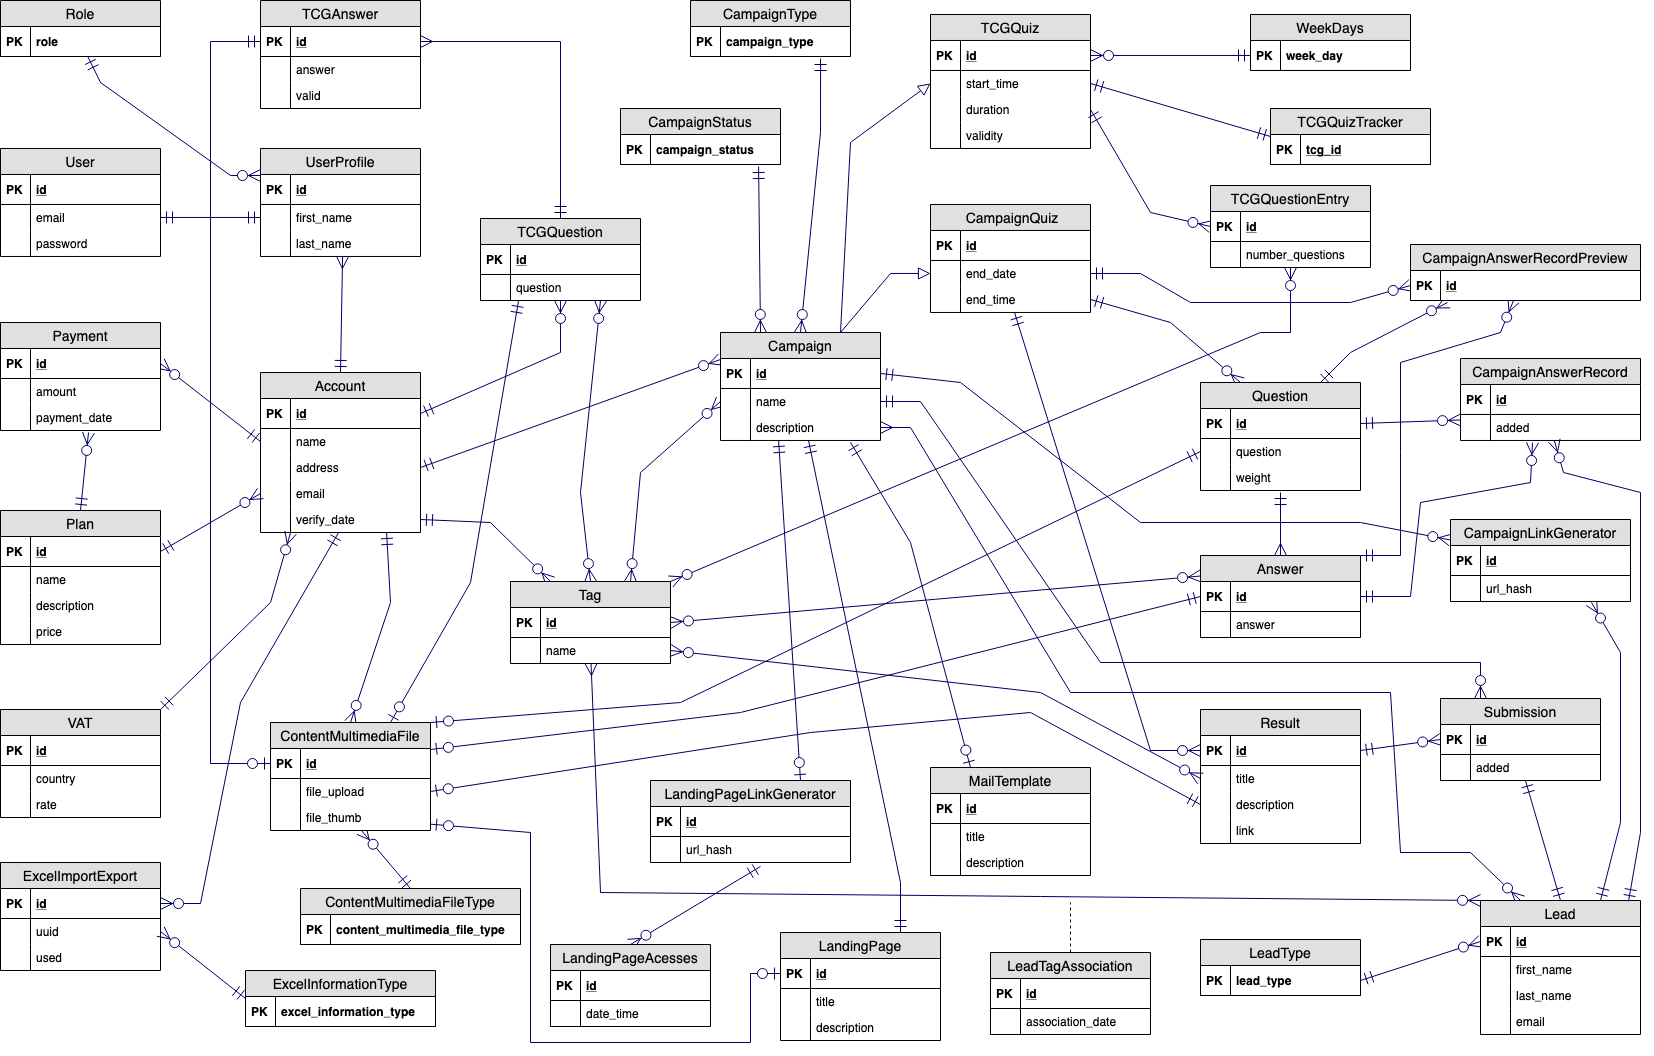 Role
PK role
TCGAnswer
PK id
answer
valid
CampaignType
PK campaign_type
TCGQuiz
PK id
start_time
duration
validity
WeekDays
PK week_day
CampaignStatus
PK campaign_status
TCGQuizTracker
PK tcg_id
User
PK id
email
password
UserProfile
PK id
first_name
last_name
TCGQuestion
PK id
question
CampaignQuiz
PK id
end_date
end_time
TCGQuestionEntry
PK id
number_questions
CampaignAnswerRecordPreview
PK id
Payment
PK id
amount
payment_date
Account
PK id
name
address
email
verify_date
Campaign
PK id
name
description
Question
PK id
question
weight
CampaignAnswerRecord
PK id
added
Plan
PK id
name
description
price
Tag
PK id
name
Answer
PK id
answer
CampaignLinkGenerator
PK id
url_hash
VAT
PK id
country
rate
ContentMultimediaFile
PK id
file_upload
file_thumb
LandingPageLinkGenerator
PK id
url_hash
MailTemplate
PK id
title
description
Result
PK id
title
description
link
Submission
PK id
added
ExcelImportExport
PK id
uuid
used
ContentMultimediaFileType
PK content_multimedia_file_type
ExcelInformationType
PK excel_information_type
LandingPageAcesses
PK id
date_time
LandingPage
PK id
title
description
LeadTagAssociation
PK id
association_date
LeadType
PK lead_type
Lead
PK id
first_name
last_name
email